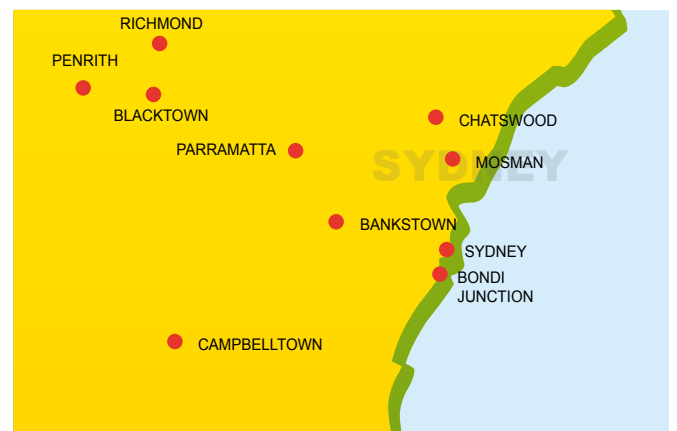 RICHMOND
PENRITH
BLACKTOWN
CHATSWOOD
PARRAMATTA
SYDNEY
MOSMAN
BANKSTOWN
SYDNEY
BONDI
JUNCTION
CAMPBELLTOWN